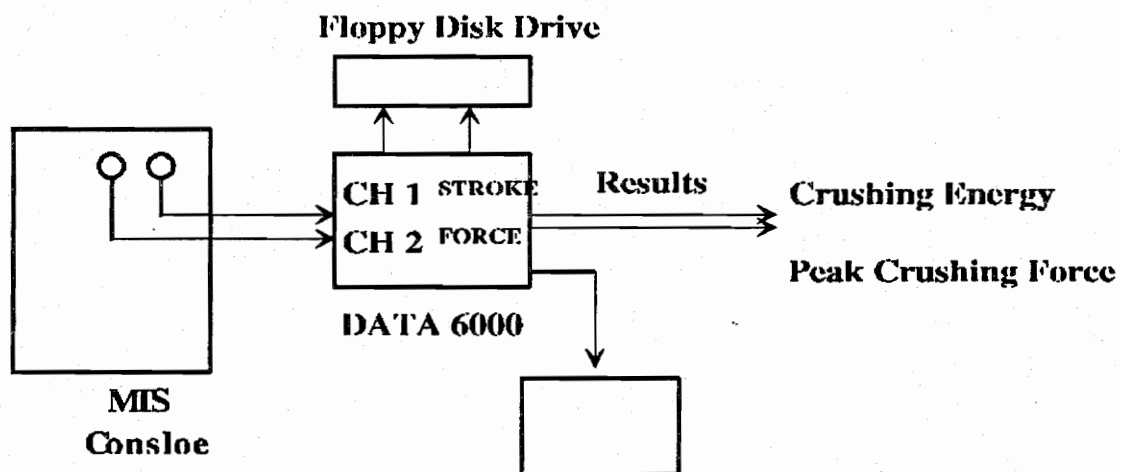 Floppy Disk Drive
CH 1 STROKE
CH 2 FORCE
Results
Crushing Energy
Peak Crushing Force
DATA 6000
MIS
Consloe